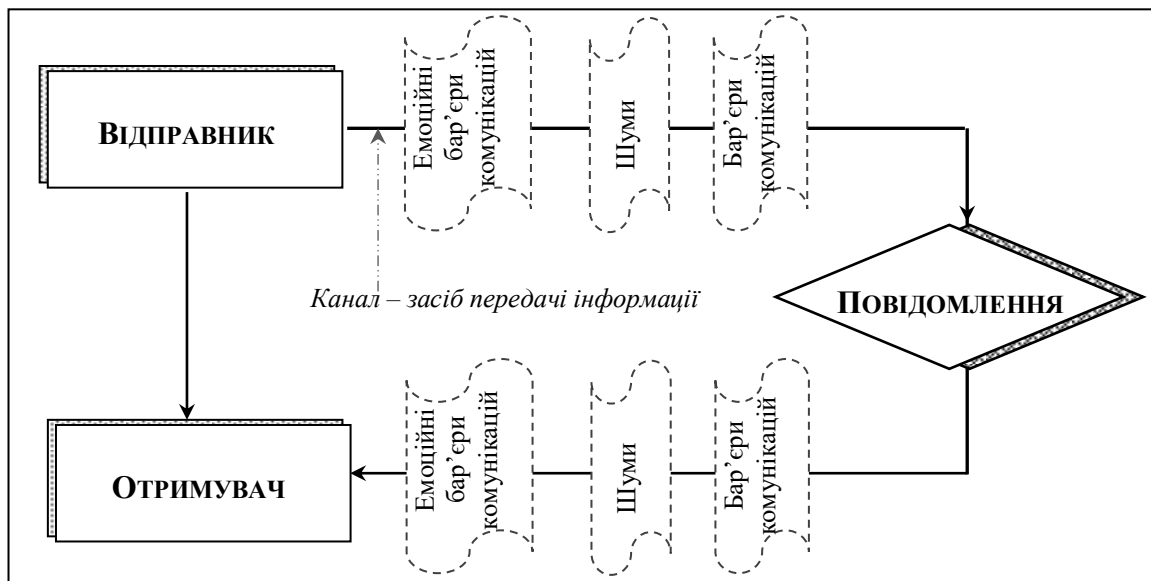 ВІДПРАВНИК
Емоційні
бар’єри
комунікацій
Шуми
Бар’єри
комунікацій
Канал – засіб передачі інформації
ПОВІДОМЛЕННЯ
ОТРИМУВАЧ
Емоційні
бар’єри
комунікацій
Шуми
Бар’єри
комунікацій